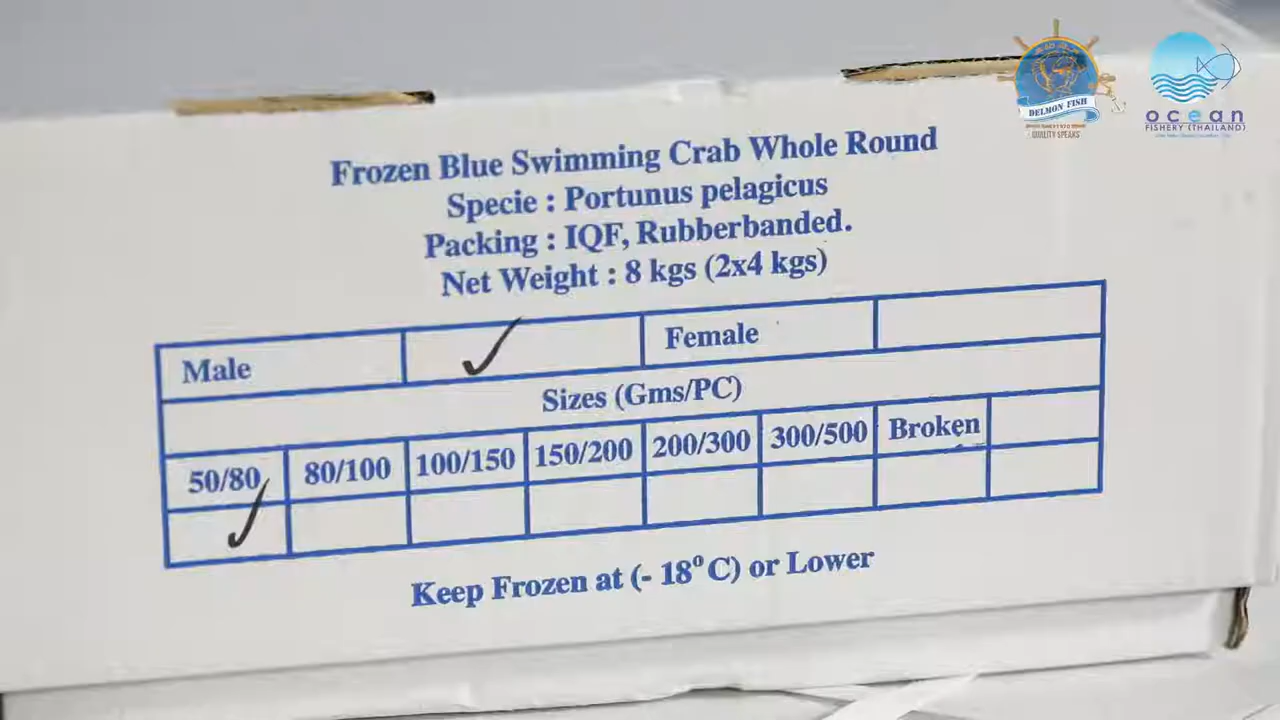 DELMON FISH
QUALITY SPEAKS
ocean
FISHERY (THAILAND)
Frozen Blue Swimming Crab Whole Round
Specie : Portunus pelagicus
Packing : IQF, Rubberbanded.
Net Weight : 8 kgs (2x4 kgs)
Male ✓ Female
Sizes (Gms/PC)
50/80 80/100 100/150 150/200 200/300 300/500 Broken
✓
Keep Frozen at (- 18°C) or Lower